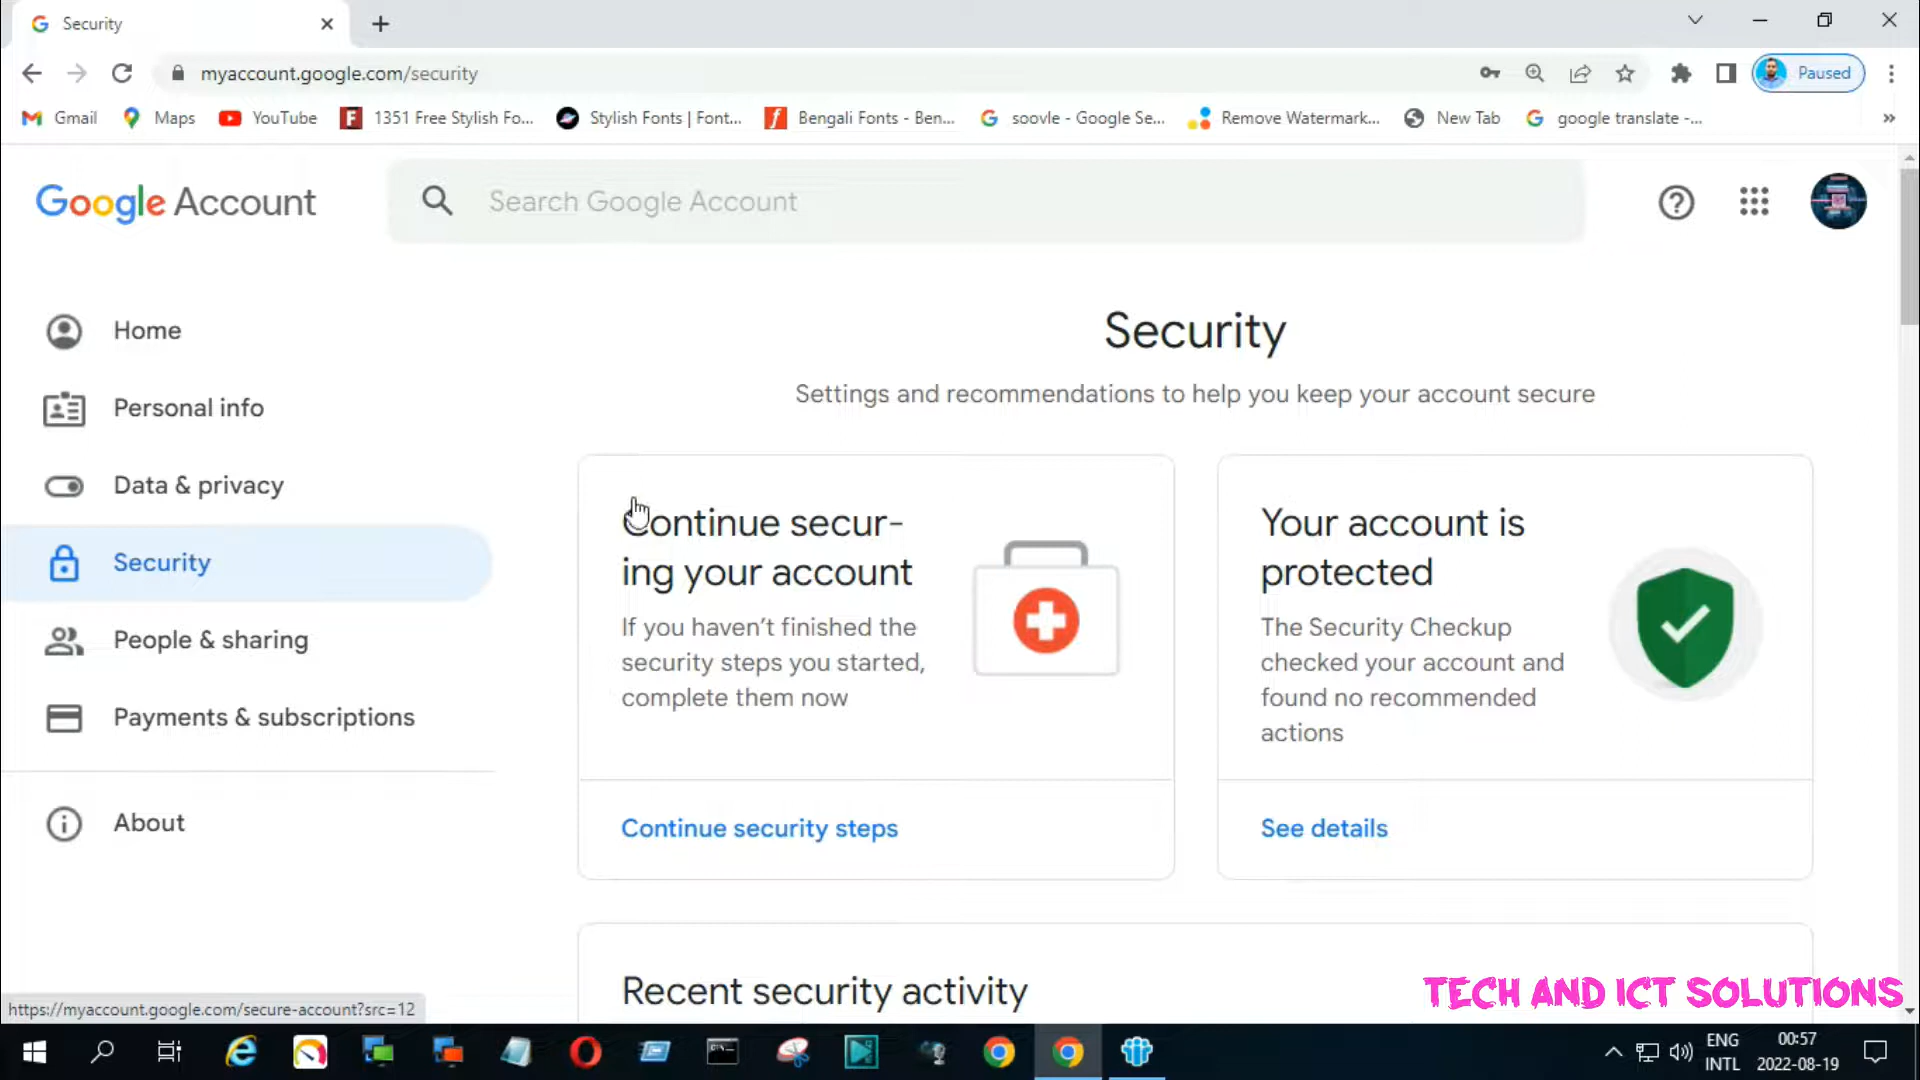 Security
myaccount.google.com/security
Paused
Gmail
Maps
YouTube
1351 Free Stylish Fo...
Stylish Fonts | Font...
Bengali Fonts - Ben...
soovle - Google Se...
Remove Watermark...
New Tab
google translate -...
»
Google Account
Search Google Account
Home
Personal info
Data & privacy
Security
People & sharing
Payments & subscriptions
About
Security
Settings and recommendations to help you keep your account secure
Continue secur-
ing your account
If you haven't finished the
security steps you started,
complete them now
Continue security steps
Your account is
protected
The Security Checkup
checked your account and
found no recommended
actions
See details
Recent security activity
TECH AND ICT SOLUTIONS
https://myaccount.google.com/secure-account?src=12
ENG
INTL
00:57
2022-08-19